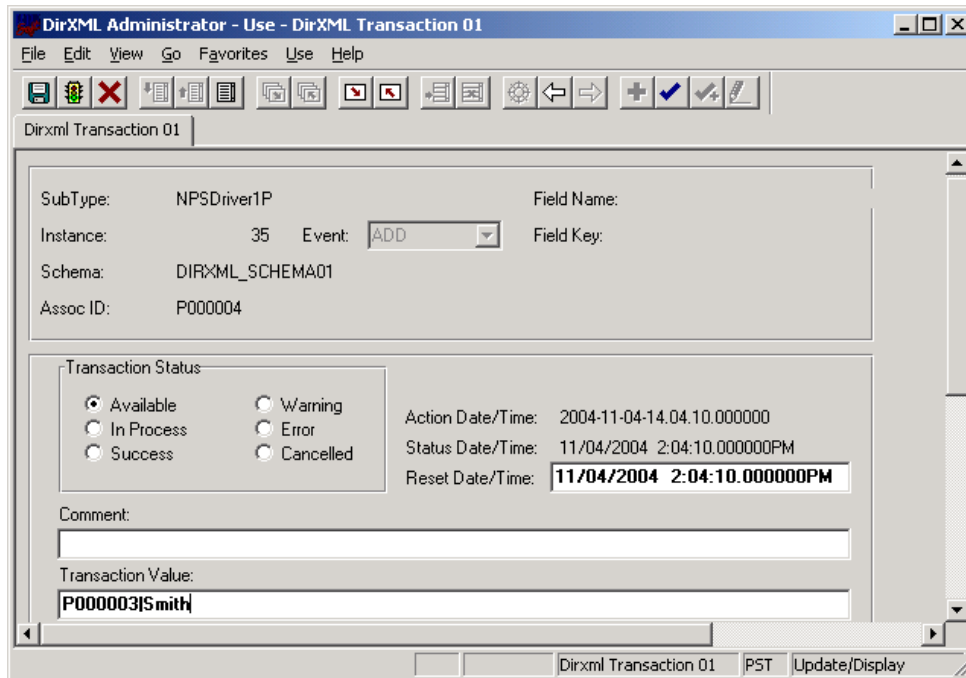 DirXML Administrator - Use - DirXML Transaction 01
File Edit View Go Favorites Use Help
Dirxml Transaction 01
SubType: NPSDriver1P Field Name:
Instance: 35 Event: ADD Field Key:
Schema: DIRXML_SCHEMA01
Assoc ID: P000004
Transaction Status
Available Warning
In Process Error
Success Cancelled
Action Date/Time: 2004-11-04-14.04.10.000000
Status Date/Time: 11/04/2004 2:04:10.000000PM
Reset Date/Time: 11/04/2004 2:04:10.000000PM
Comment:
Transaction Value:
P000003|Smith
Dirxml Transaction 01 PST Update/Display